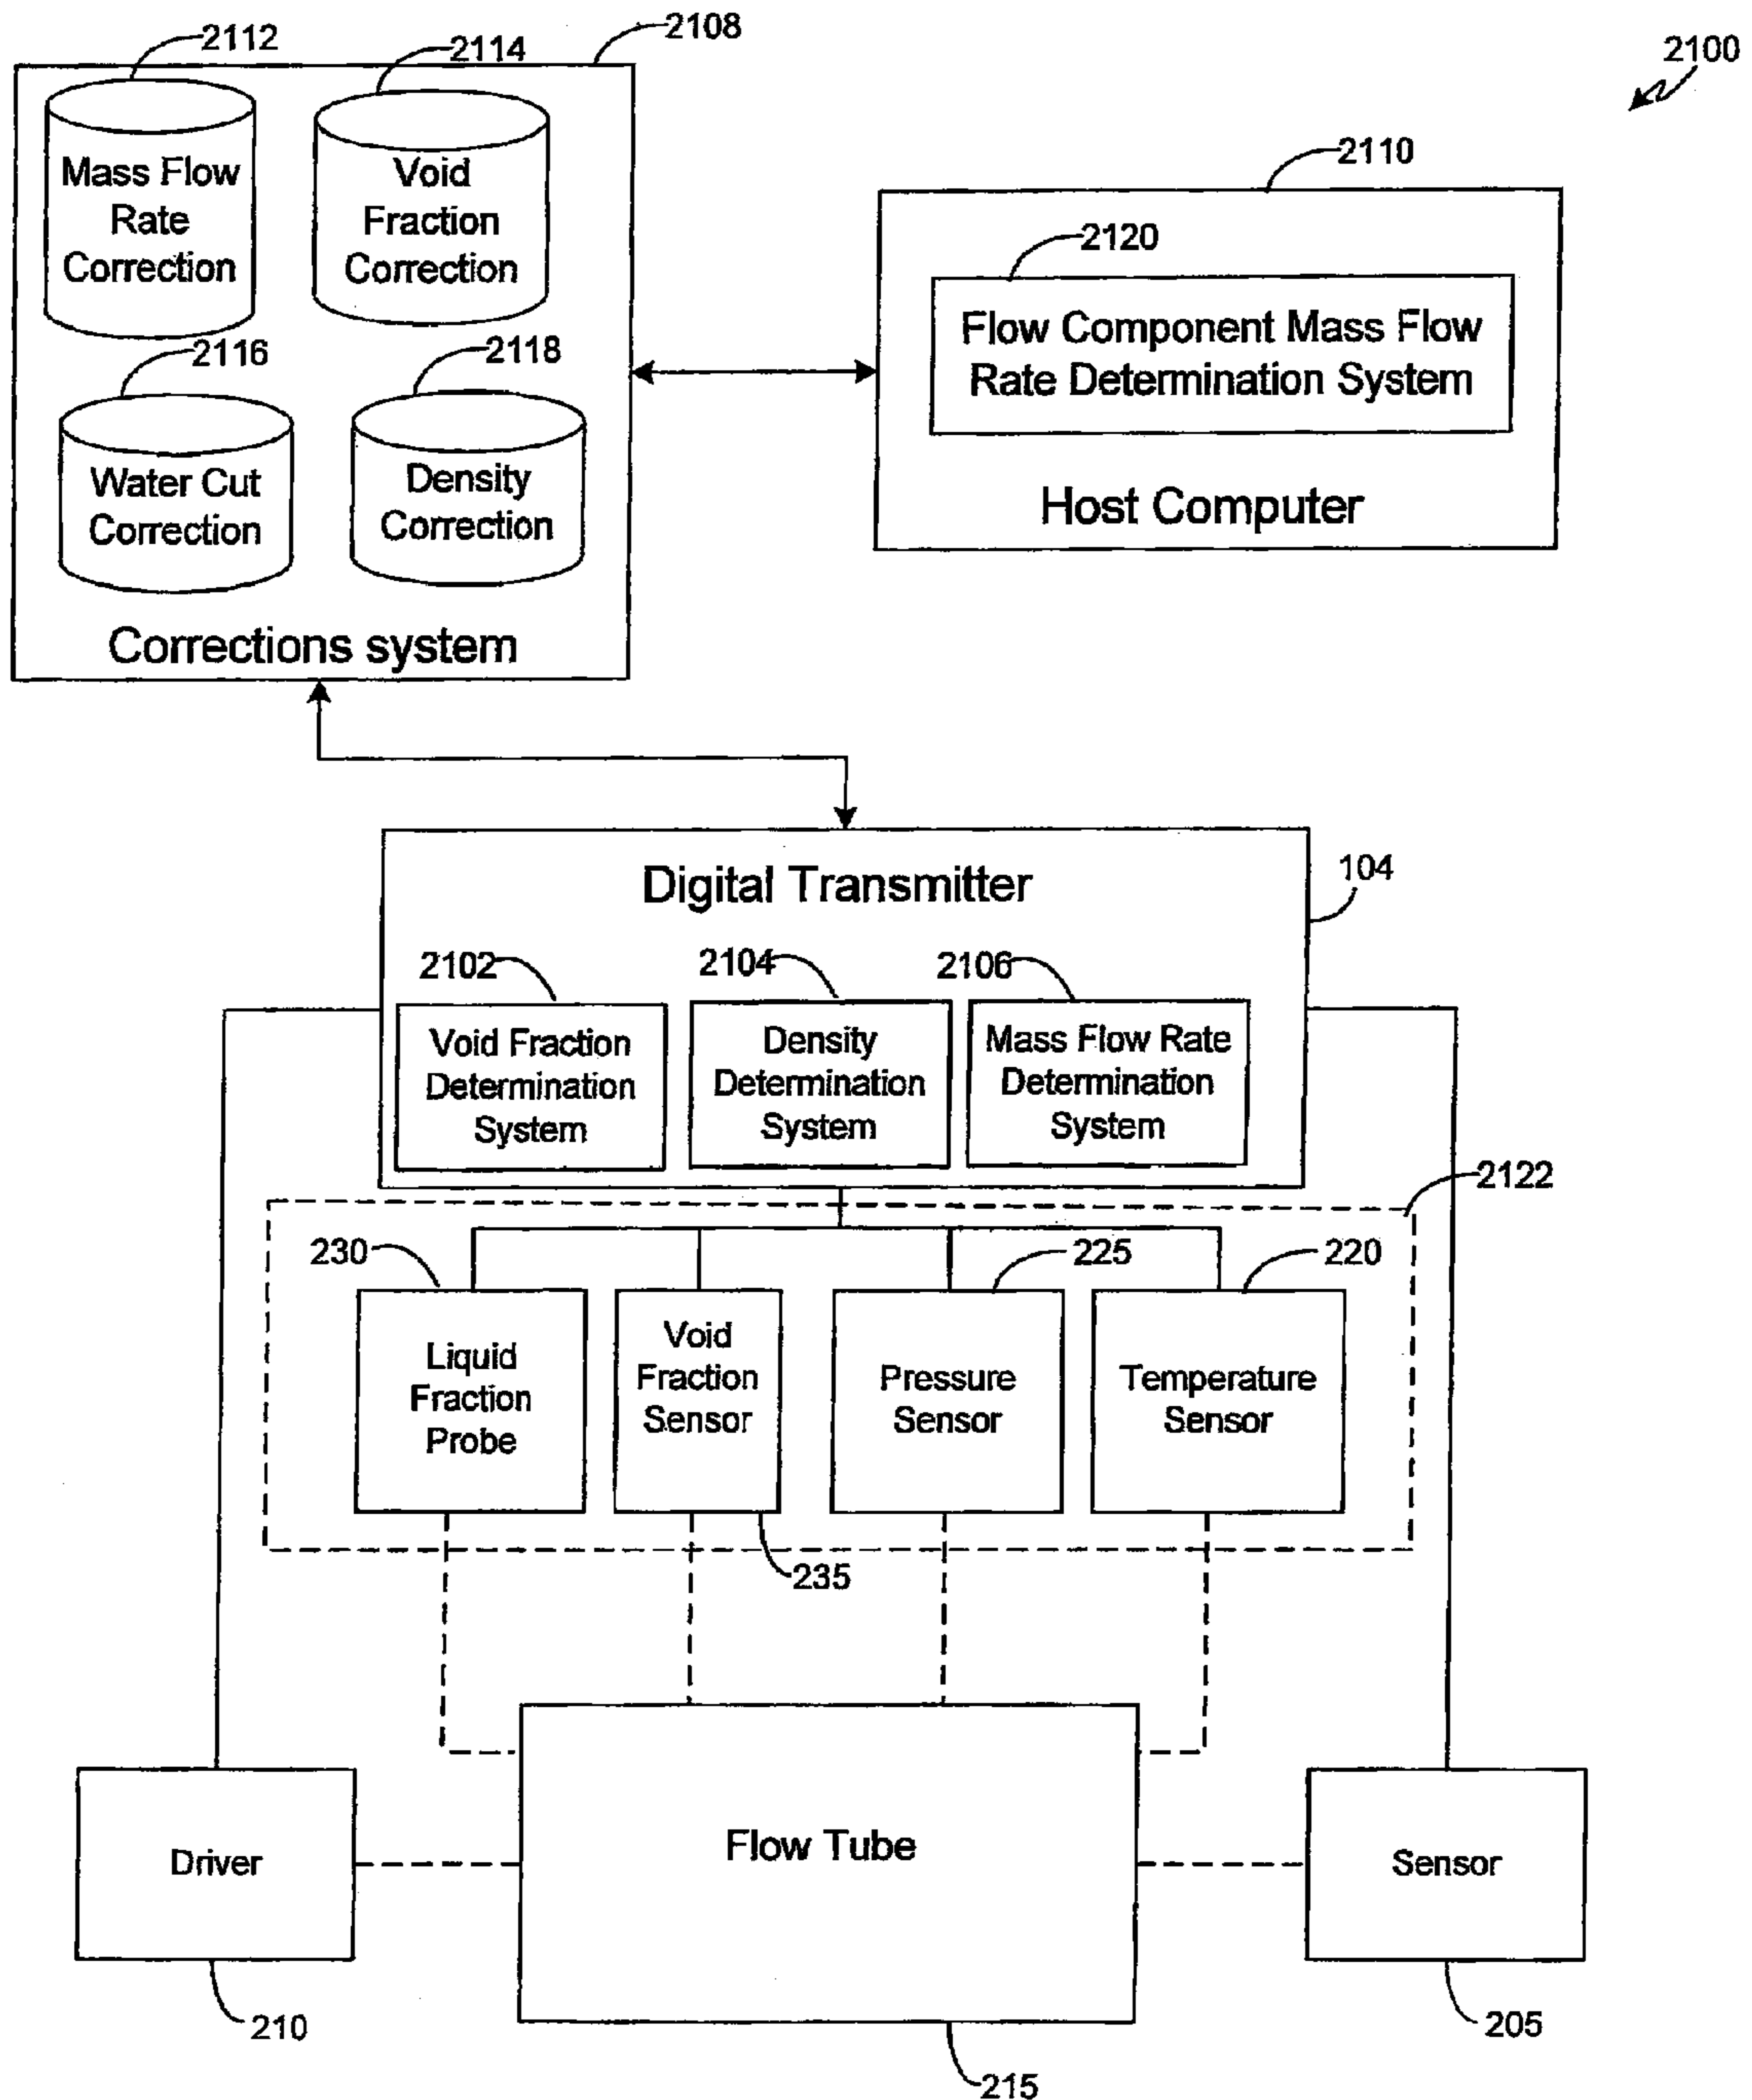 2112
2114
2108
2100
Mass Flow
Rate
Correction
Void
Fraction
Correction
2110
2120
Flow Component Mass Flow
Rate Determination System
Host Computer
2116
2118
Water Cut
Correction
Density
Correction
Corrections system
Digital Transmitter
104
2102
2104
2106
Void Fraction
Determination
System
Density
Determination
System
Mass Flow Rate
Determination
System
2122
230
225
220
Liquid
Fraction
Probe
Void
Fraction
Sensor
Pressure
Sensor
Temperature
Sensor
235
Driver
Flow Tube
Sensor
210
215
205